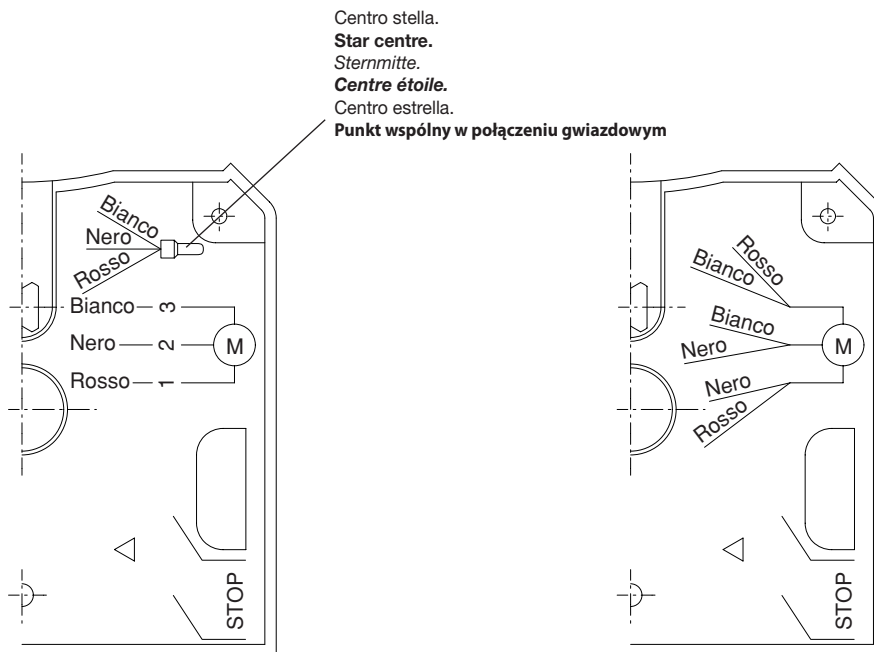 Centro stella.
Star centre.
Sternmitte.
Centre étoile.
Centro estrella.
Punkt wspólny w połączeniu gwiazdowym
Bianco
Nero
Rosso
Bianco 3
Nero 2 M
Rosso 1
STOP
Rosso
Bianco
Bianco
Nero M
Nero
Rosso
STOP